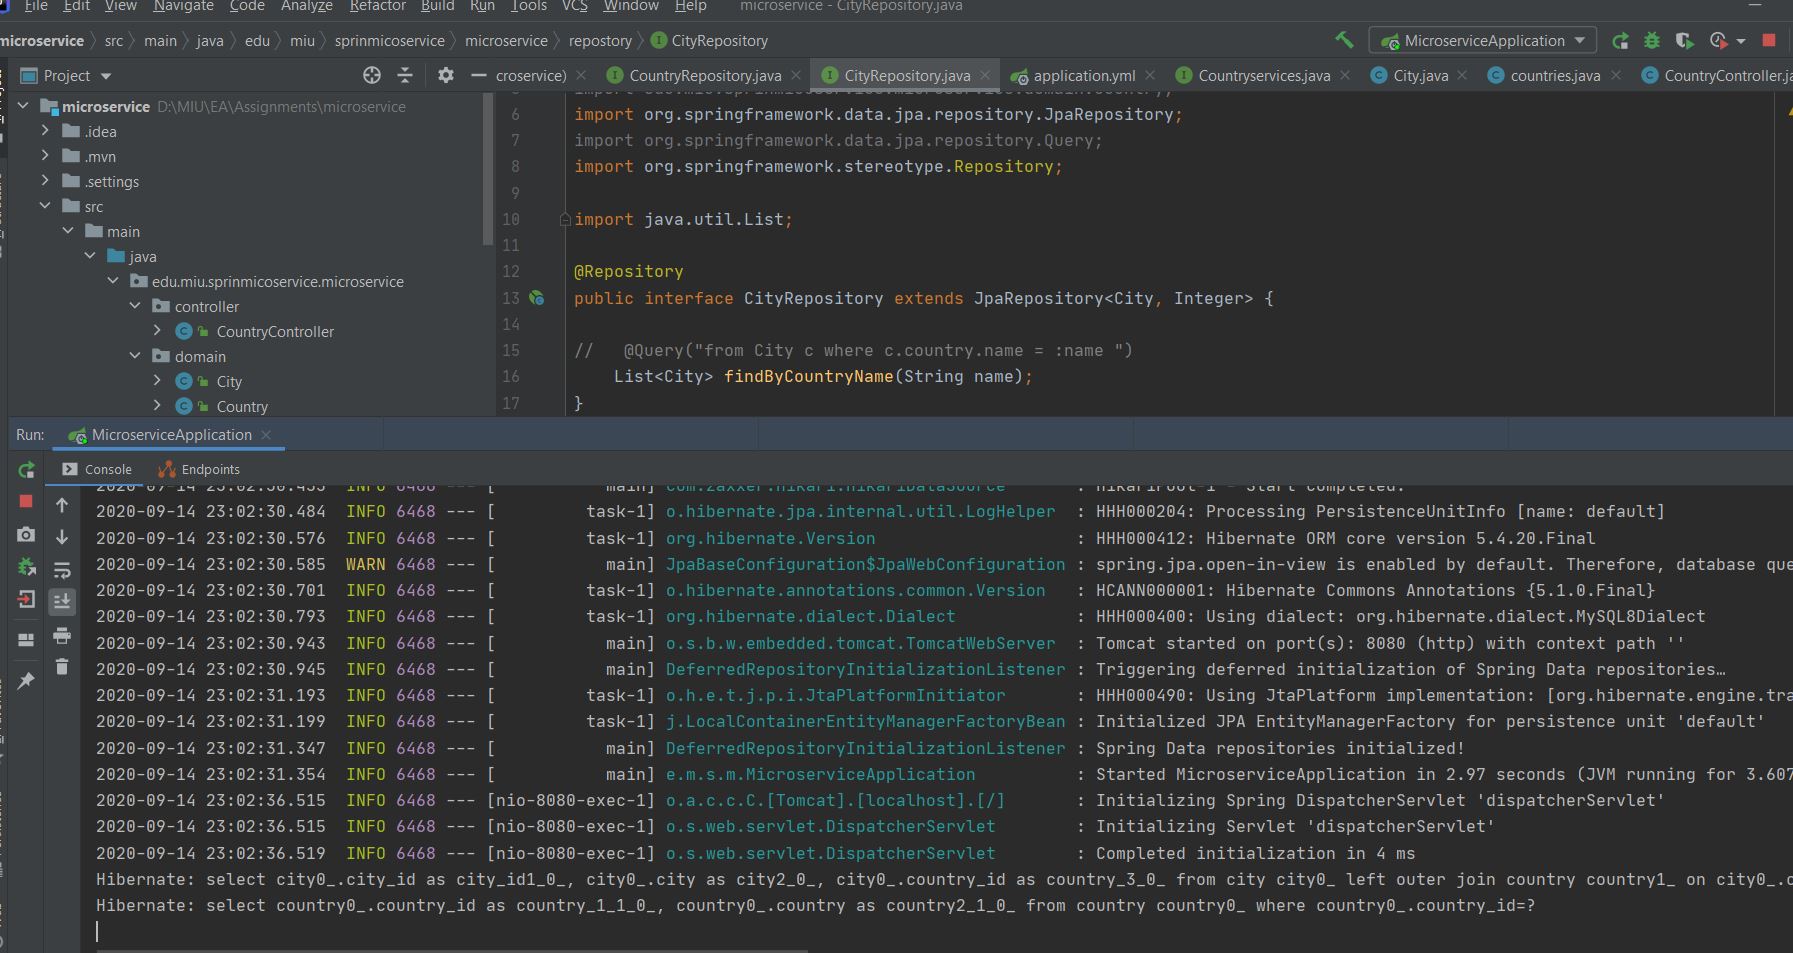 File Edit View Navigate Code Analyze Refactor Build Run Tools VCS Window Help microservice - CityRepository.java
microservice src main java edu miu sprinmicoservice microservice repostory CityRepository MicroserviceApplication
Project croservice) CountryRepository.java CityRepository.java application.yml Countryservices.java City.java countries.java CountryController.ja
microservice D:\MIU\EA\Assignments\microservice
.idea
.mvn
.settings
src
main
java
edu.miu.sprinmicoservice.microservice
controller
CountryController
domain
City
Country
6 import org.springframework.data.jpa.repository.JpaRepository;
7 import org.springframework.data.jpa.repository.Query;
8 import org.springframework.stereotype.Repository;
9
10 import java.util.List;
11
12 @Repository
13 public interface CityRepository extends JpaRepository<City, Integer> {
14
15 // @Query("from City c where c.country.name = :name ")
16 List<City> findByCountryName(String name);
17 }
Run: MicroserviceApplication
Console Endpoints
2020-09-14 23:02:30.455 INFO 6468 --- [ main] com.zaxxer.hikari.HikariDataSource : HikariPool-1 - Start completed.
2020-09-14 23:02:30.484 INFO 6468 --- [ task-1] o.hibernate.jpa.internal.util.LogHelper : HHH000204: Processing PersistenceUnitInfo [name: default]
2020-09-14 23:02:30.576 INFO 6468 --- [ task-1] org.hibernate.Version : HHH000412: Hibernate ORM core version 5.4.20.Final
2020-09-14 23:02:30.585 WARN 6468 --- [ main] JpaBaseConfiguration$JpaWebConfiguration : spring.jpa.open-in-view is enabled by default. Therefore, database que
2020-09-14 23:02:30.701 INFO 6468 --- [ task-1] o.hibernate.annotations.common.Version : HCANN000001: Hibernate Commons Annotations {5.1.0.Final}
2020-09-14 23:02:30.793 INFO 6468 --- [ task-1] org.hibernate.dialect.Dialect : HHH000400: Using dialect: org.hibernate.dialect.MySQL8Dialect
2020-09-14 23:02:30.943 INFO 6468 --- [ main] o.s.b.w.embedded.tomcat.TomcatWebServer : Tomcat started on port(s): 8080 (http) with context path ''
2020-09-14 23:02:30.945 INFO 6468 --- [ main] DeferredRepositoryInitializationListener : Triggering deferred initialization of Spring Data repositories…
2020-09-14 23:02:31.193 INFO 6468 --- [ task-1] o.h.e.t.j.p.i.JtaPlatformInitiator : HHH000490: Using JtaPlatform implementation: [org.hibernate.engine.tra
2020-09-14 23:02:31.199 INFO 6468 --- [ task-1] j.LocalContainerEntityManagerFactoryBean : Initialized JPA EntityManagerFactory for persistence unit 'default'
2020-09-14 23:02:31.347 INFO 6468 --- [ main] DeferredRepositoryInitializationListener : Spring Data repositories initialized!
2020-09-14 23:02:31.354 INFO 6468 --- [ main] e.m.s.m.MicroserviceApplication : Started MicroserviceApplication in 2.97 seconds (JVM running for 3.607
2020-09-14 23:02:36.515 INFO 6468 --- [nio-8080-exec-1] o.a.c.c.C.[Tomcat].[localhost].[/] : Initializing Spring DispatcherServlet 'dispatcherServlet'
2020-09-14 23:02:36.515 INFO 6468 --- [nio-8080-exec-1] o.s.web.servlet.DispatcherServlet : Initializing Servlet 'dispatcherServlet'
2020-09-14 23:02:36.519 INFO 6468 --- [nio-8080-exec-1] o.s.web.servlet.DispatcherServlet : Completed initialization in 4 ms
Hibernate: select city0_.city_id as city_id1_0_, city0_.city as city2_0_, city0_.country_id as country_3_0_ from city city0_ left outer join country country1_ on city0_.c
Hibernate: select country0_.country_id as country_1_1_0_, country0_.country as country2_1_0_ from country country0_ where country0_.country_id=?